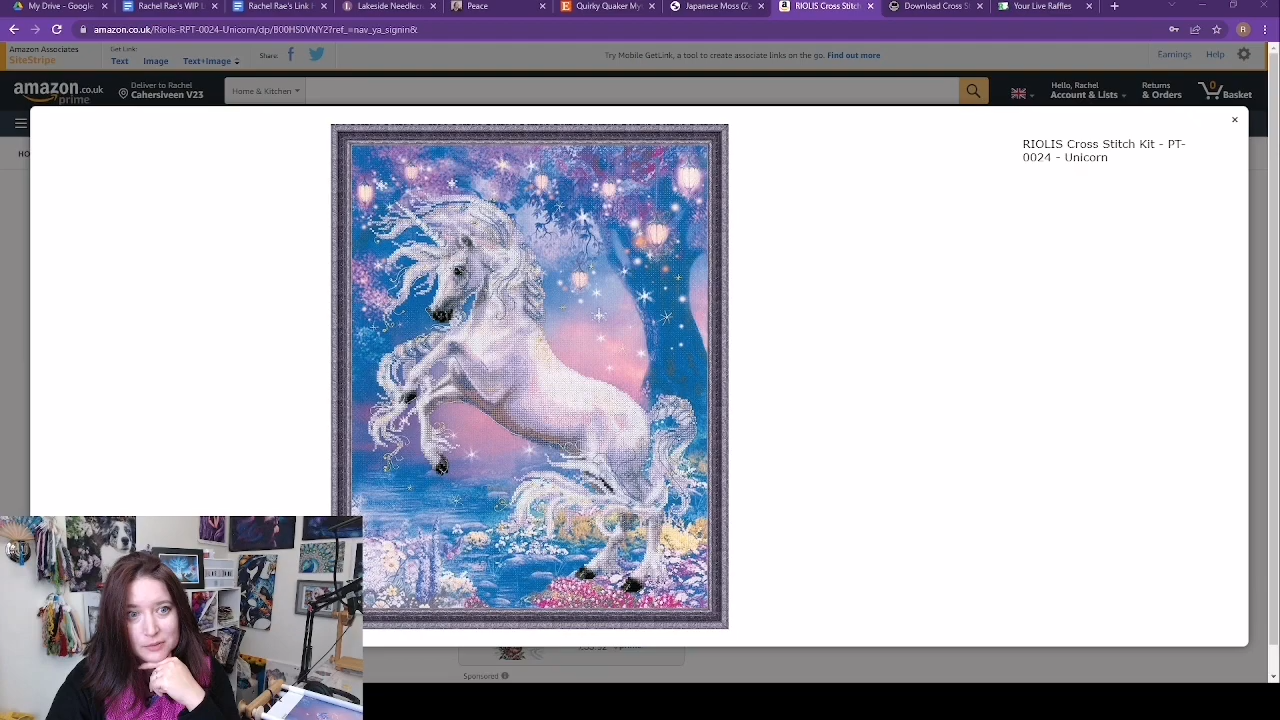 My Drive - Google
Rachel Rae's WIP L
Rachel Rae's Link
Lakeside Needlecr
Peace
Quirky Quaker My
Japanese Moss (Ze
RIOLIS Cross Stitch
Download Cross St
Your Live Raffles
amazon.co.uk/Riolis-RPT-0024-Unicorn/dp/B00HS0VNY2?ref_=nav_ya_signin&
R
Amazon Associates
SiteStripe
Get Link:
Text
Image
Text+Image
Share:
Try Mobile GetLink, a tool to create associate links on the go. Find out more
Earnings
Help
amazon.co.uk
prime
Deliver to Rachel
Cahersiveen V23
Home & Kitchen
Hello, Rachel
Account & Lists
Returns
& Orders
0
Basket
RIOLIS Cross Stitch Kit - PT-
0024 - Unicorn
Sponsored